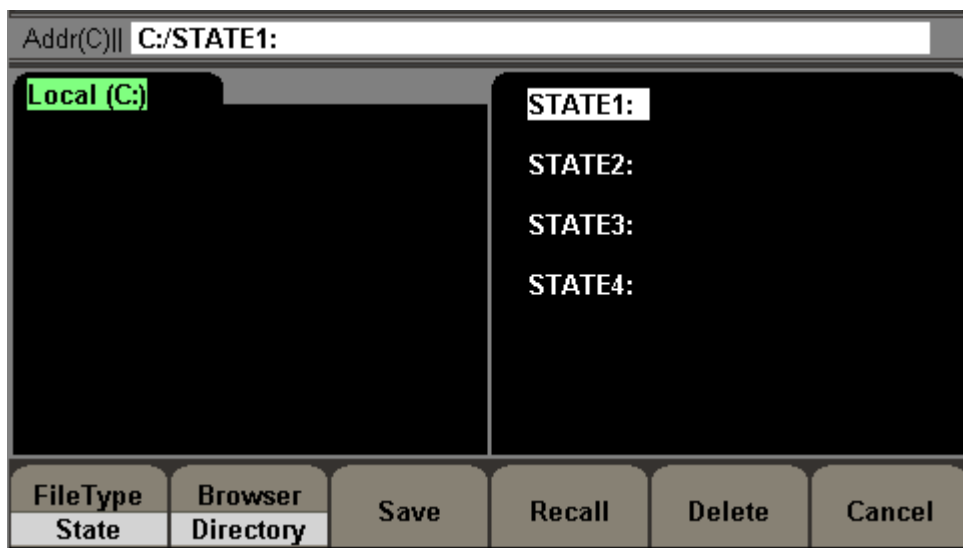 Addr(C)|| C:/STATE1:
Local (C:)
STATE1:
STATE2:
STATE3:
STATE4:
FileType
State
Browser
Directory
Save
Recall
Delete
Cancel